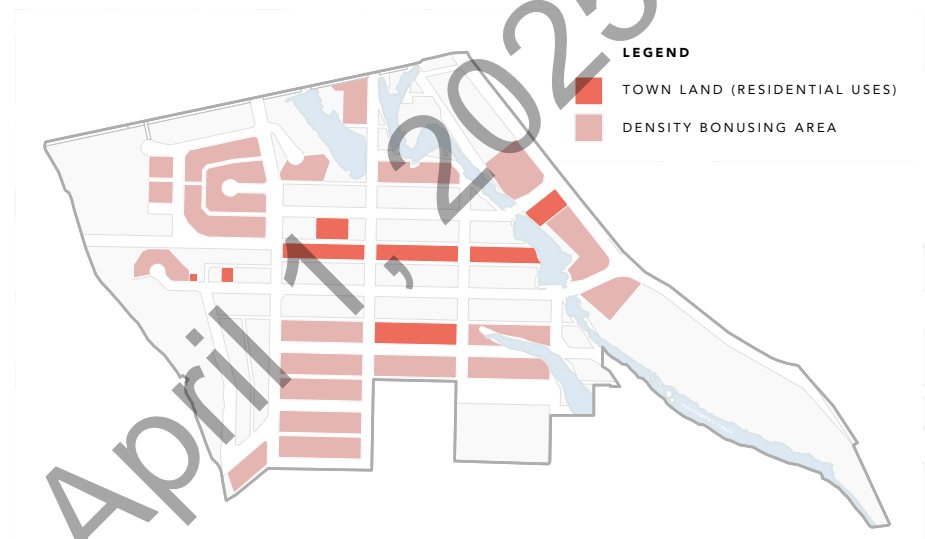 LEGEND
TOWN LAND (RESIDENTIAL USES)
DENSITY BONUSING AREA
April 1, 2025